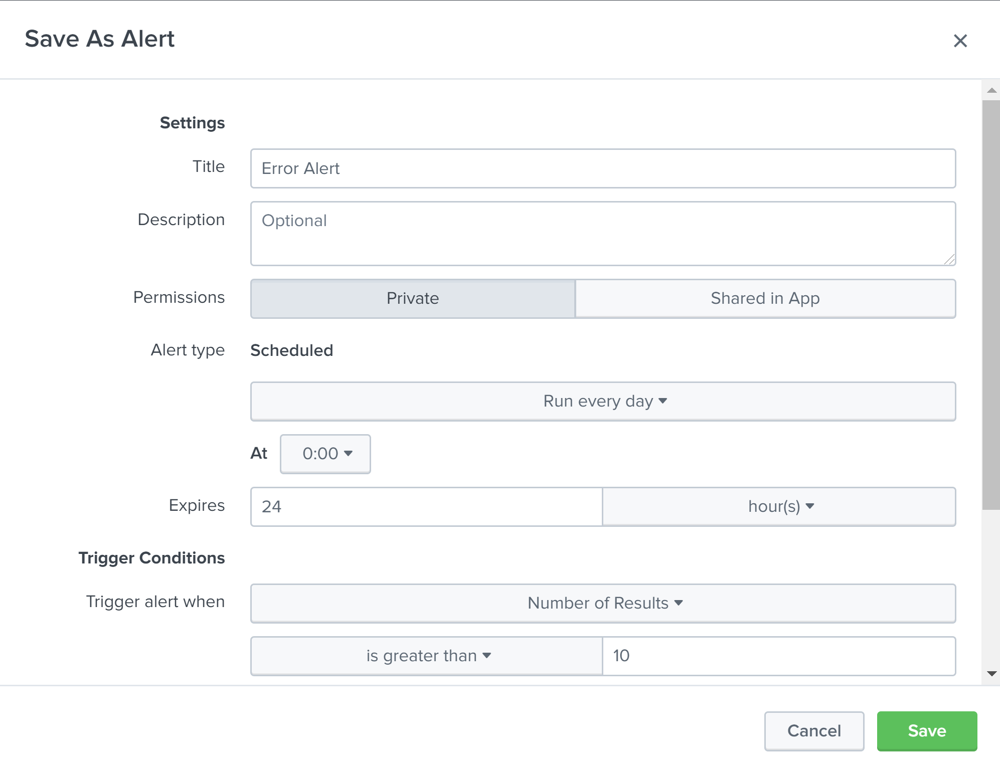 Save As Alert
Settings
Title
Error Alert
Description
Optional
Permissions
Private
Shared in App
Alert type
Scheduled
Run every day
At
0:00
Expires
24
hour(s)
Trigger Conditions
Trigger alert when
Number of Results
is greater than
10
Cancel
Save